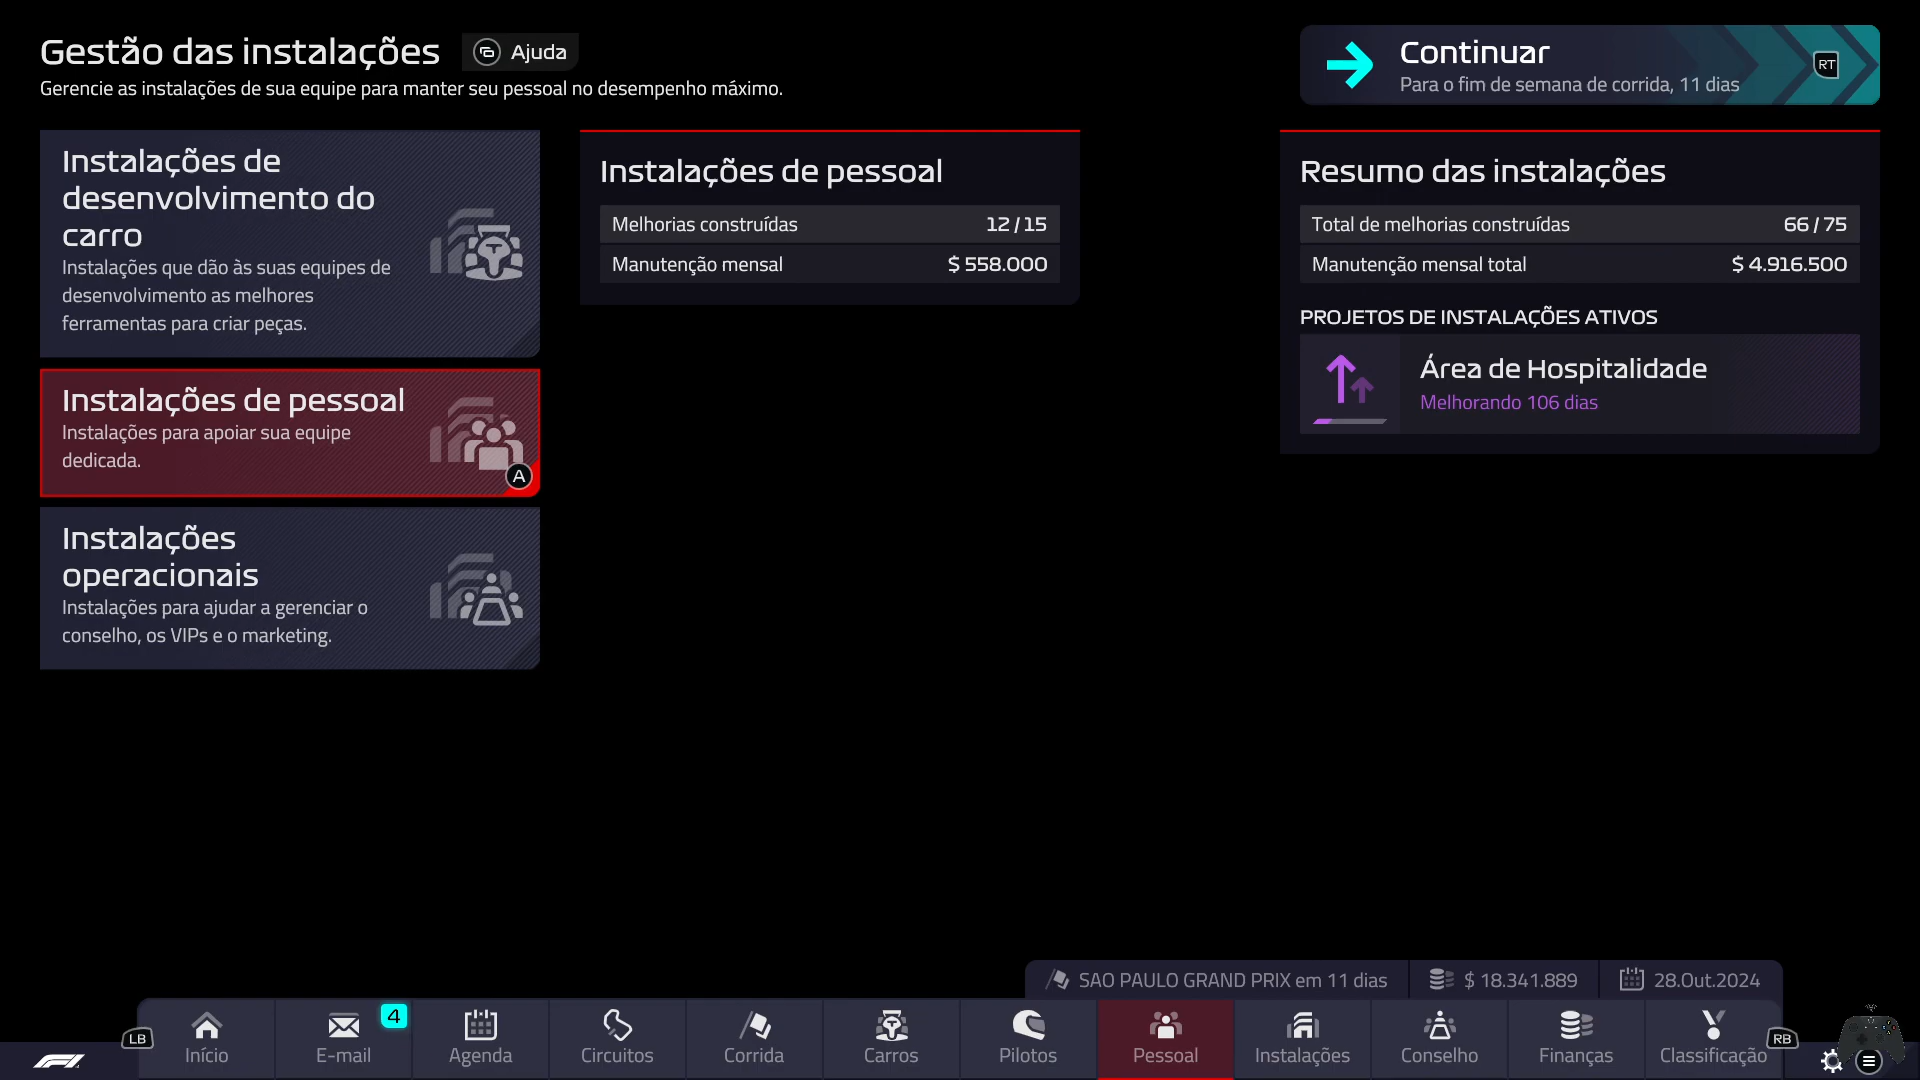 Gestão das instalações
Ajuda
Gerencie as instalações de sua equipe para manter seu pessoal no desempenho máximo.
Continuar
Para o fim de semana de corrida, 11 dias
RT
Instalações de
desenvolvimento do
carro
Instalações que dão às suas equipes de
desenvolvimento as melhores
ferramentas para criar peças.
Instalações de pessoal
Instalações para apoiar sua equipe
dedicada.
A
Instalações
operacionais
Instalações para ajudar a gerenciar o
conselho, os VIPs e o marketing.
Instalações de pessoal
Melhorias construídas 12 / 15
Manutenção mensal $ 558.000
Resumo das instalações
Total de melhorias construídas 66 / 75
Manutenção mensal total $ 4.916.500
PROJETOS DE INSTALAÇÕES ATIVOS
Área de Hospitalidade
Melhorando 106 dias
SAO PAULO GRAND PRIX em 11 dias $ 18.341.889 28.Out.2024
LB
Início
E-mail
4
Agenda
Circuitos
Corrida
Carros
Pilotos
Pessoal
Instalações
Conselho
Finanças
Classificação
RB
F1